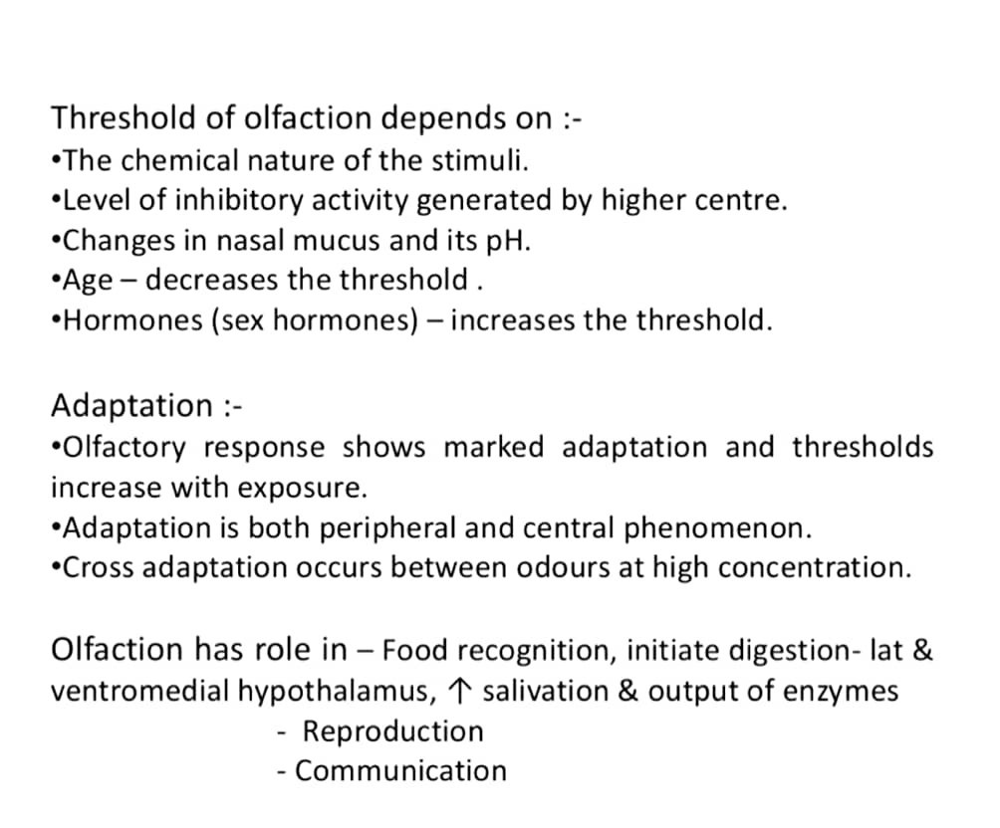 Threshold of olfaction depends on :-
•The chemical nature of the stimuli.
•Level of inhibitory activity generated by higher centre.
•Changes in nasal mucus and its pH.
•Age – decreases the threshold .
•Hormones (sex hormones) – increases the threshold.
Adaptation :-
•Olfactory response shows marked adaptation and thresholds
increase with exposure.
•Adaptation is both peripheral and central phenomenon.
•Cross adaptation occurs between odours at high concentration.
Olfaction has role in – Food recognition, initiate digestion- lat &
ventromedial hypothalamus, ↑ salivation & output of enzymes
- Reproduction
- Communication